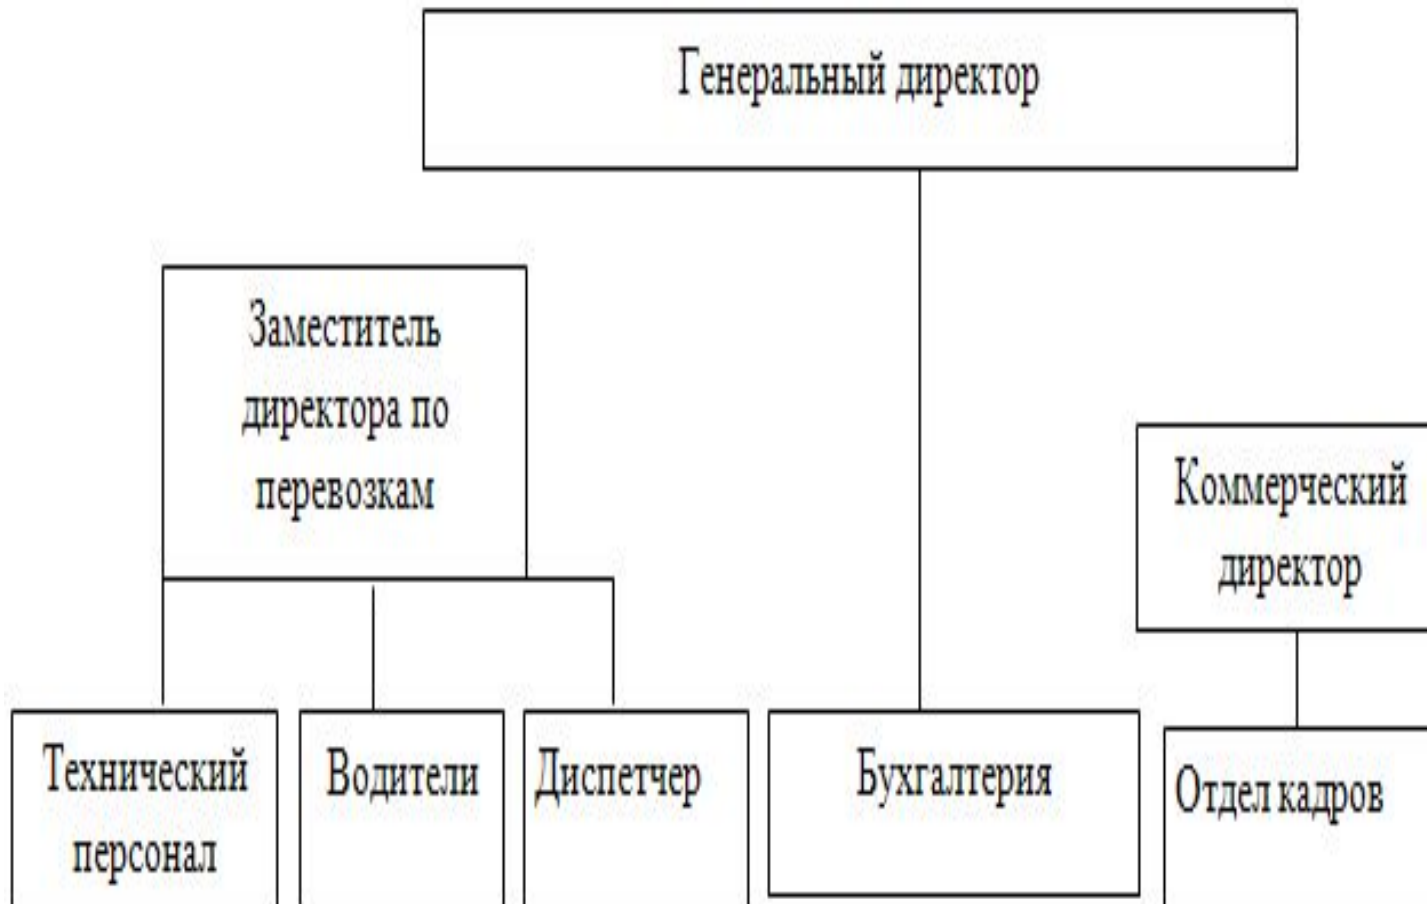 Генеральный директор
Заместитель
директора по
перевозкам
Коммерческий
директор
Технический
персонал
Водители
Диспетчер
Бухгалтерия
Отдел кадров